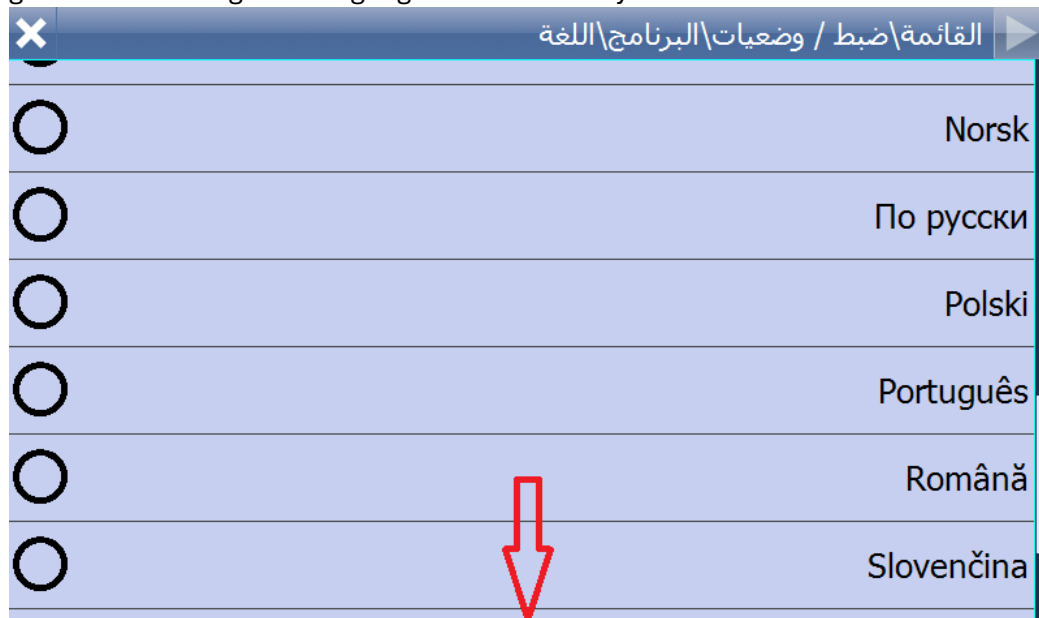 القائمة\ضبط / وضعيات\البرنامج\اللغة
Norsk
По русски
Polski
Português
Română
Slovenčina